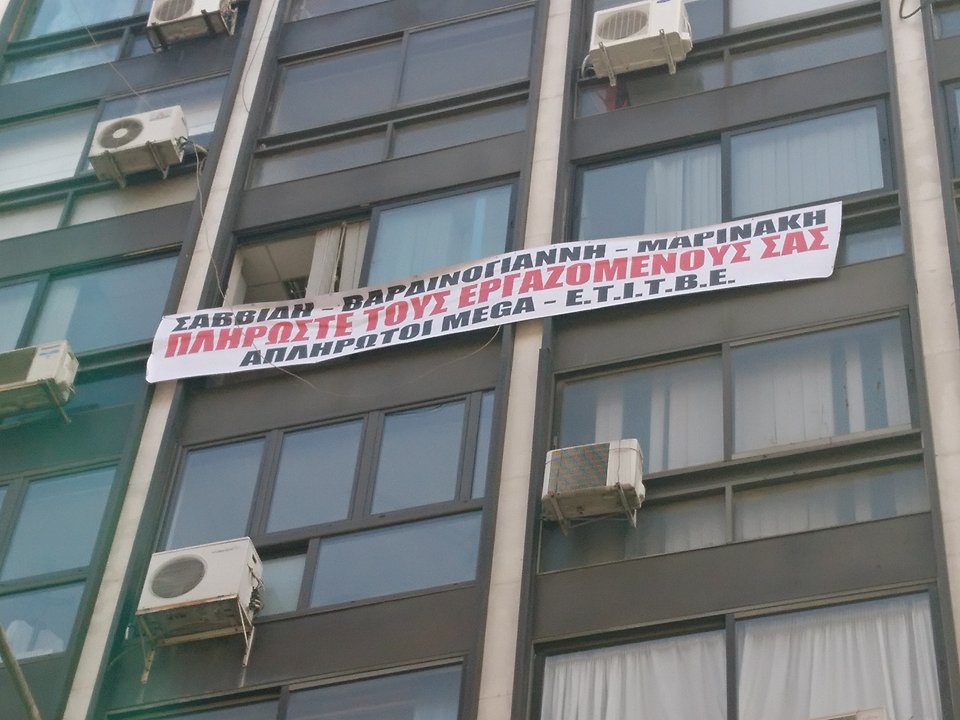 ΣΑΒΒΙΔΗ - ΒΑΡΔΙΝΟΓΙΑΝΝΗ - ΜΑΡΙΝΑΚΗ
ΠΛΗΡΩΣΤΕ ΤΟΥΣ ΕΡΓΑΖΟΜΕΝΟΥΣ ΣΑΣ
ΑΠΛΗΡΩΤΟΙ MEGA - Ε.Τ.Ι.Τ.Β.Ε.